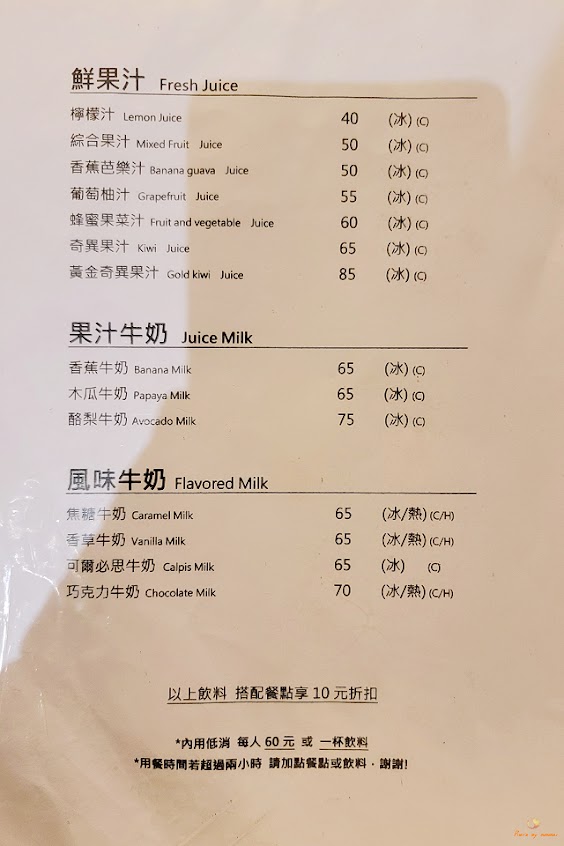 鮮果汁 Fresh Juice
檸檬汁 Lemon Juice 40 (冰) (C)
綜合果汁 Mixed Fruit Juice 50 (冰) (C)
香蕉芭樂汁 Banana guava Juice 50 (冰) (C)
葡萄柚汁 Grapefruit Juice 55 (冰) (C)
蜂蜜果菜汁 Fruit and vegetable Juice 60 (冰) (C)
奇異果汁 Kiwi Juice 65 (冰) (C)
黃金奇異果汁 Gold kiwi Juice 85 (冰) (C)
果汁牛奶 Juice Milk
香蕉牛奶 Banana Milk 65 (冰) (C)
木瓜牛奶 Papaya Milk 65 (冰) (C)
酪梨牛奶 Avocado Milk 75 (冰) (C)
風味牛奶 Flavored Milk
焦糖牛奶 Caramel Milk 65 (冰/熱) (C/H)
香草牛奶 Vanilla Milk 65 (冰/熱) (C/H)
可爾必思牛奶 Calpis Milk 65 (冰) (C)
巧克力牛奶 Chocolate Milk 70 (冰/熱) (C/H)
以上飲料 搭配餐點享 10 元折扣
*內用低消 每人 60 元 或 一杯飲料
*用餐時間若超過兩小時 請加點餐點或飲料，謝謝!